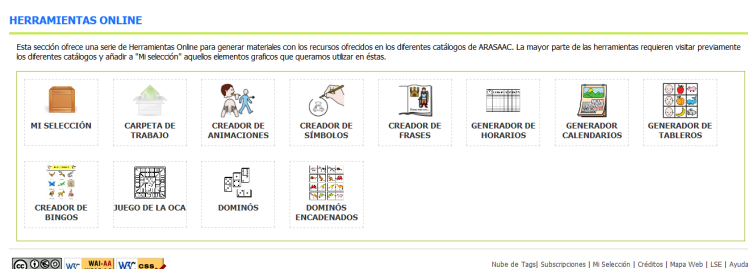 HERRAMIENTAS ONLINE
Esta sección ofrece una serie de Herramientas Online para generar materiales con los recursos ofrecidos en los diferentes catálogos de ARASAAC. La mayor parte de las herramientas requieren visitar previamente
los diferentes catálogos y añadir a "Mi selección" aquellos elementos graficos que queramos utilizar en éstas.
MI SELECCIÓN
CARPETA DE
TRABAJO
CREADOR DE
ANIMACIONES
CREADOR DE
SÍMBOLOS
CREADOR DE
FRASES
GENERADOR DE
HORARIOS
GENERADOR
CALENDARIOS
GENERADOR DE
TABLEROS
CREADOR DE
BINGOS
JUEGO DE LA OCA
DOMINÓS
DOMINÓS
ENCADENADOS
cc W3C WAI-AA W3C css
Nube de Tags| Subscripciones | Mi Selección | Créditos | Mapa Web | LSE | Ayuda